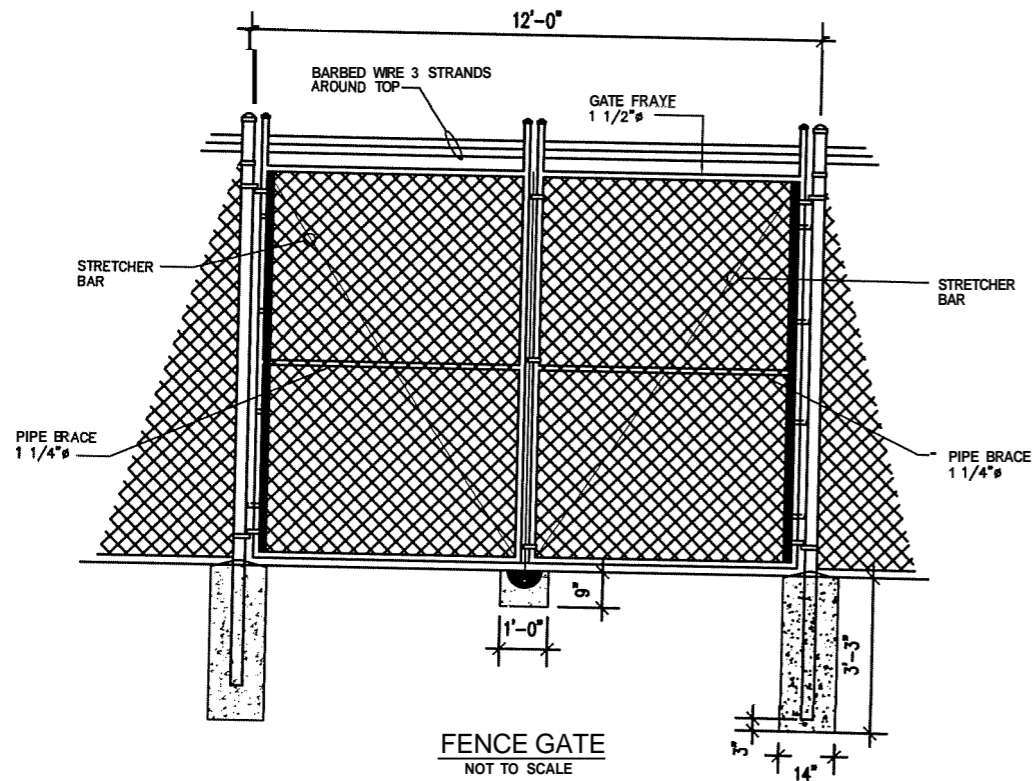 12'-0"
BARBED WIRE 3 STRANDS
AROUND TOP
GATE FRAYE
1 1/2"ø
STRETCHER
BAR
STRETCHER
BAR
PIPE BRACE
1 1/4"ø
PIPE BRACE
1 1/4"ø
9"
1'-0"
3'-3"
3"
14"
FENCE GATE
NOT TO SCALE